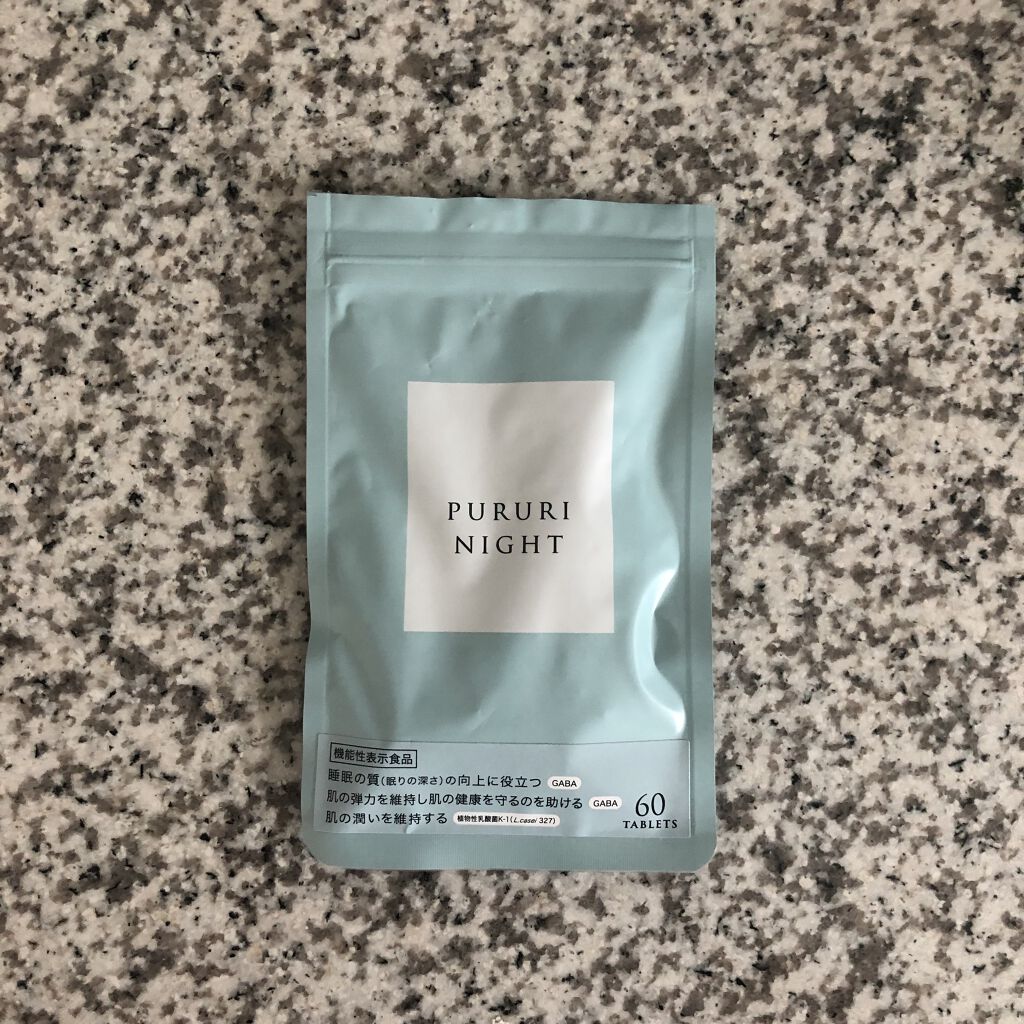 PURURI
NIGHT
機能性表示食品
睡眠の質(眠りの深さ)の向上に役立つ GABA
肌の弾力を維持し肌の健康を守るのを助ける GABA
肌の潤いを維持する 植物性乳酸菌K-1(L.casei 327)
60
TABLETS